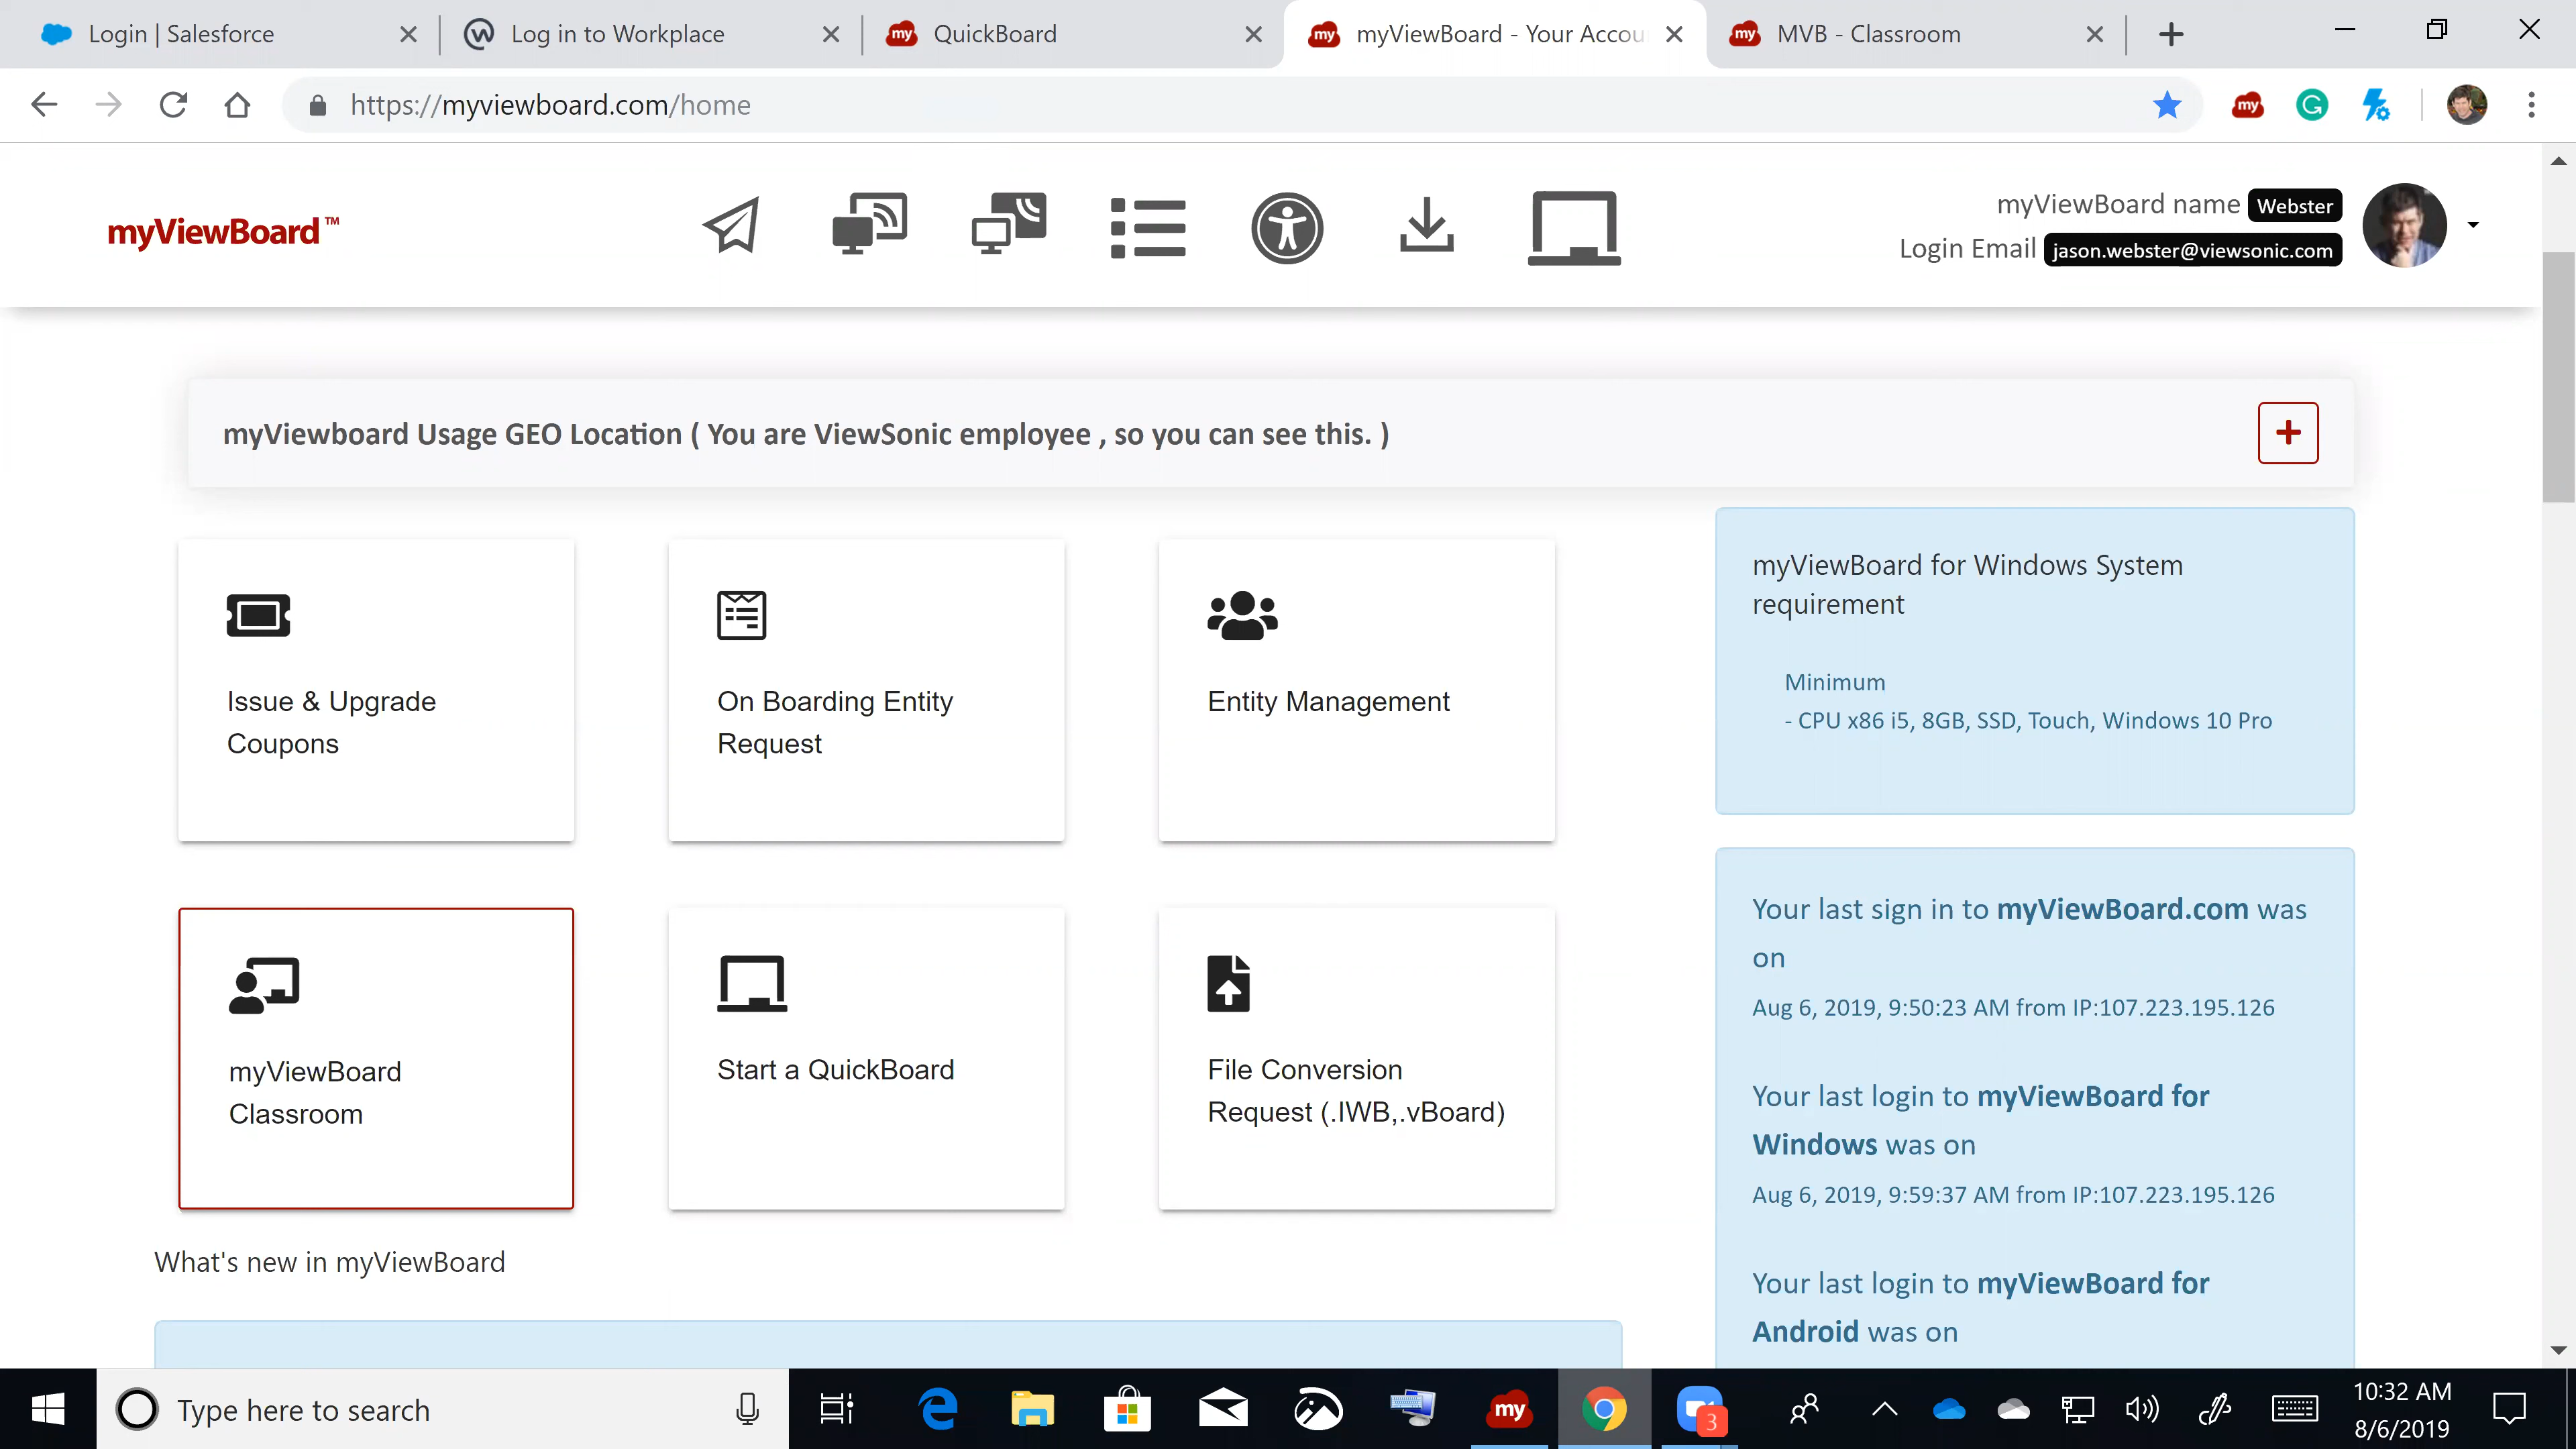 Login | Salesforce
Log in to Workplace
my QuickBoard
my myViewBoard - Your Accou
my MVB - Classroom
https://myviewboard.com/home
my
myViewBoard™
myViewBoard name Webster
Login Email jason.webster@viewsonic.com
myViewboard Usage GEO Location ( You are ViewSonic employee , so you can see this. )
Issue & Upgrade
Coupons
On Boarding Entity
Request
Entity Management
myViewBoard
Classroom
Start a QuickBoard
File Conversion
Request (.IWB,.vBoard)
myViewBoard for Windows System
requirement
Minimum
- CPU x86 i5, 8GB, SSD, Touch, Windows 10 Pro
Your last sign in to myViewBoard.com was
on
Aug 6, 2019, 9:50:23 AM from IP:107.223.195.126
Your last login to myViewBoard for
Windows was on
Aug 6, 2019, 9:59:37 AM from IP:107.223.195.126
Your last login to myViewBoard for
Android was on
What's new in myViewBoard
Type here to search
my
3
10:32 AM
8/6/2019